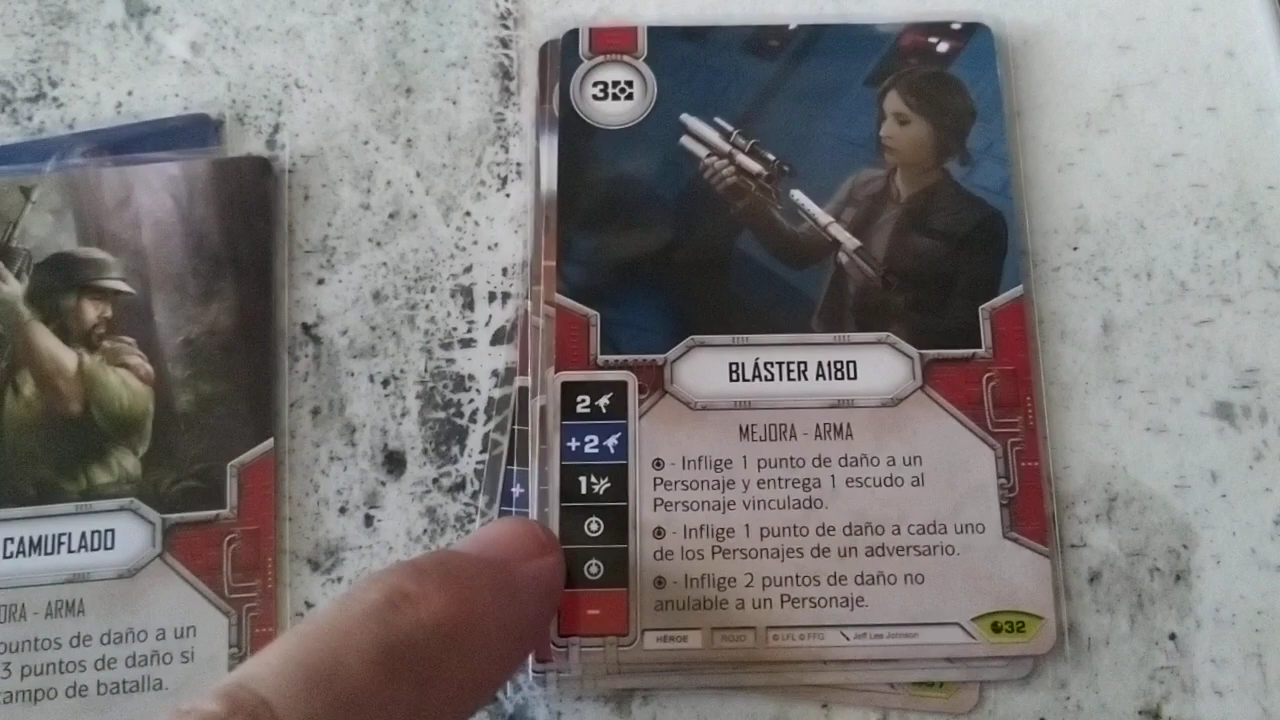 CAMUFLADO
ORA - ARMA
puntos de daño a un
3 puntos de daño si
ampo de batalla.
3
BLÁSTER A180
2
+2
1
+
-
MEJORA - ARMA
- Inflige 1 punto de daño a un
Personaje y entrega 1 escudo al
Personaje vinculado.
- Inflige 1 punto de daño a cada uno
de los Personajes de un adversario.
- Inflige 2 puntos de daño no
anulable a un Personaje.
HÉROE ROJO © LFL © FFG Jeff Lee Johnson
32